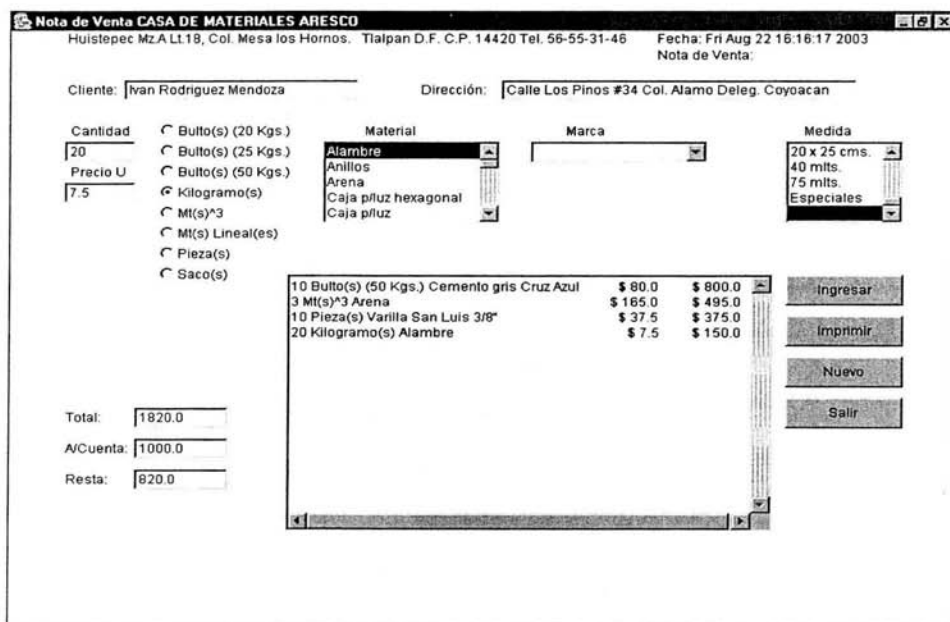 Nota de Venta CASA DE MATERIALES ARESCO
Huistepec Mz.A Lt.18, Col. Mesa los Hornos. Tlalpan D.F. C.P. 14420 Tel. 56-55-31-46 Fecha: Fri Aug 22 16:16:17 2003
Nota de Venta:
Cliente: Ivan Rodriguez Mendoza Dirección: Calle Los Pinos #34 Col. Alamo Deleg. Coyoacan
Cantidad
20
Precio U
7.5
Bulto(s) (20 Kgs.)
Bulto(s) (25 Kgs.)
Bulto(s) (50 Kgs.)
Kilogramo(s)
Mt(s)^3
Mt(s) Lineal(es)
Pieza(s)
Saco(s)
Material
Alambre
Anillos
Arena
Caja p/luz hexagonal
Caja p/luz
Marca
Medida
20 x 25 cms.
40 mlts.
75 mlts.
Especiales
10 Bulto(s) (50 Kgs.) Cemento gris Cruz Azul $ 80.0 $ 800.0
3 Mt(s)^3 Arena $ 165.0 $ 495.0
10 Pieza(s) Varilla San Luis 3/8" $ 37.5 $ 375.0
20 Kilogramo(s) Alambre $ 7.5 $ 150.0
Ingresar
Imprimir
Nuevo
Salir
Total: 1820.0
A/Cuenta: 1000.0
Resta: 820.0